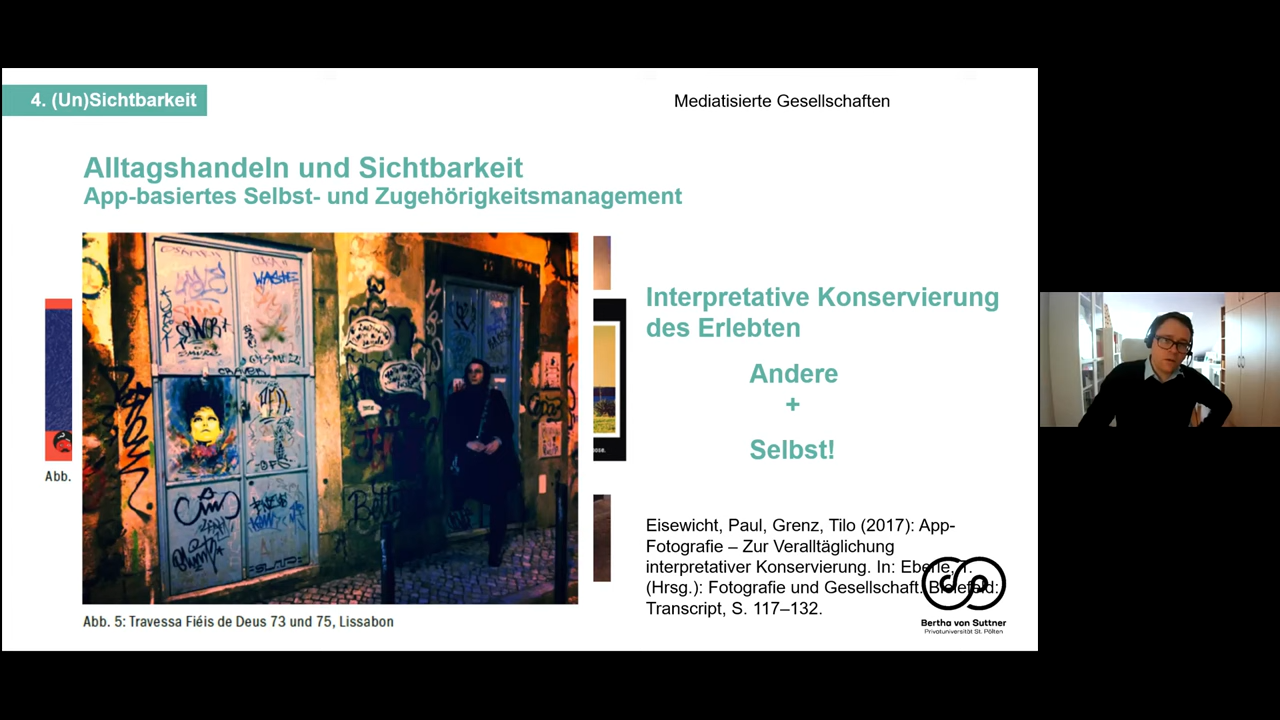 4. (Un)Sichtbarkeit
Mediatisierte Gesellschaften
Alltagshandeln und Sichtbarkeit
App-basiertes Selbst- und Zugehörigkeitsmanagement
WASTE
Interpretative Konservierung
des Erlebten
Andere
+
Selbst!
Abb.
Eisewicht, Paul, Grenz, Tilo (2017): App-
Fotografie – Zur Veralltäglichung
interpretativer Konservierung. In: Eberle, T.
(Hrsg.): Fotografie und Gesellschaft. Bielefeld:
Transcript, S. 117–132.
Abb. 5: Travessa Fiéis de Deus 73 und 75, Lissabon
Bertha von Suttner
Privatuniversität St. Pölten